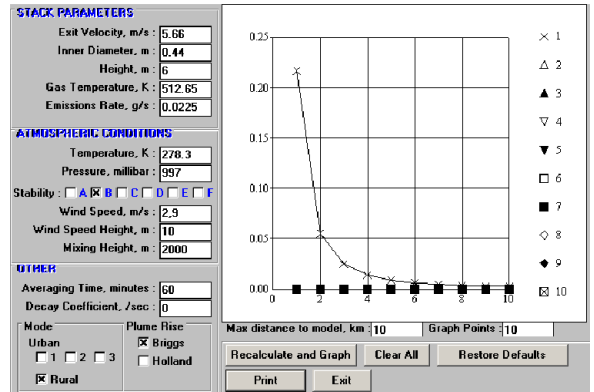 STACK PARAMETERS
Exit Velocity, m/s : 5.66
Inner Diameter, m : 0.44
Height, m : 6
Gas Temperature, K : 512.65
Emissions Rate, g/s : 0.0225
ATMOSPHERIC CONDITIONS
Temperature, K : 278.3
Pressure, millibar : 997
Stability : A B C D E F
Wind Speed, m/s : 2,9
Wind Speed Height, m : 10
Mixing Height, m : 2000
OTHER
Averaging Time, minutes : 60
Decay Coefficient, /sec : 0
Mode
Urban
1 2 3
Rural
Plume Rise
Briggs
Holland
0.25
0.20
0.15
0.10
0.05
0.00
0 2 4 6 8 10
1
2
3
4
5
6
7
8
9
10
Max distance to model, km : 10 Graph Points : 10
Recalculate and Graph Clear All Restore Defaults
Print Exit